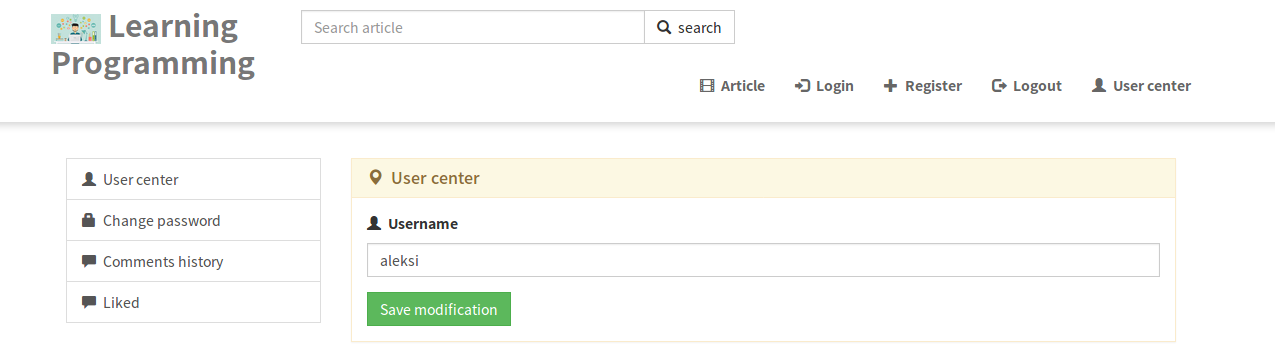 Learning
Programming
Search article
search
Article
Login
Register
Logout
User center
User center
Change password
Comments history
Liked
User center
Username
aleksi
Save modification